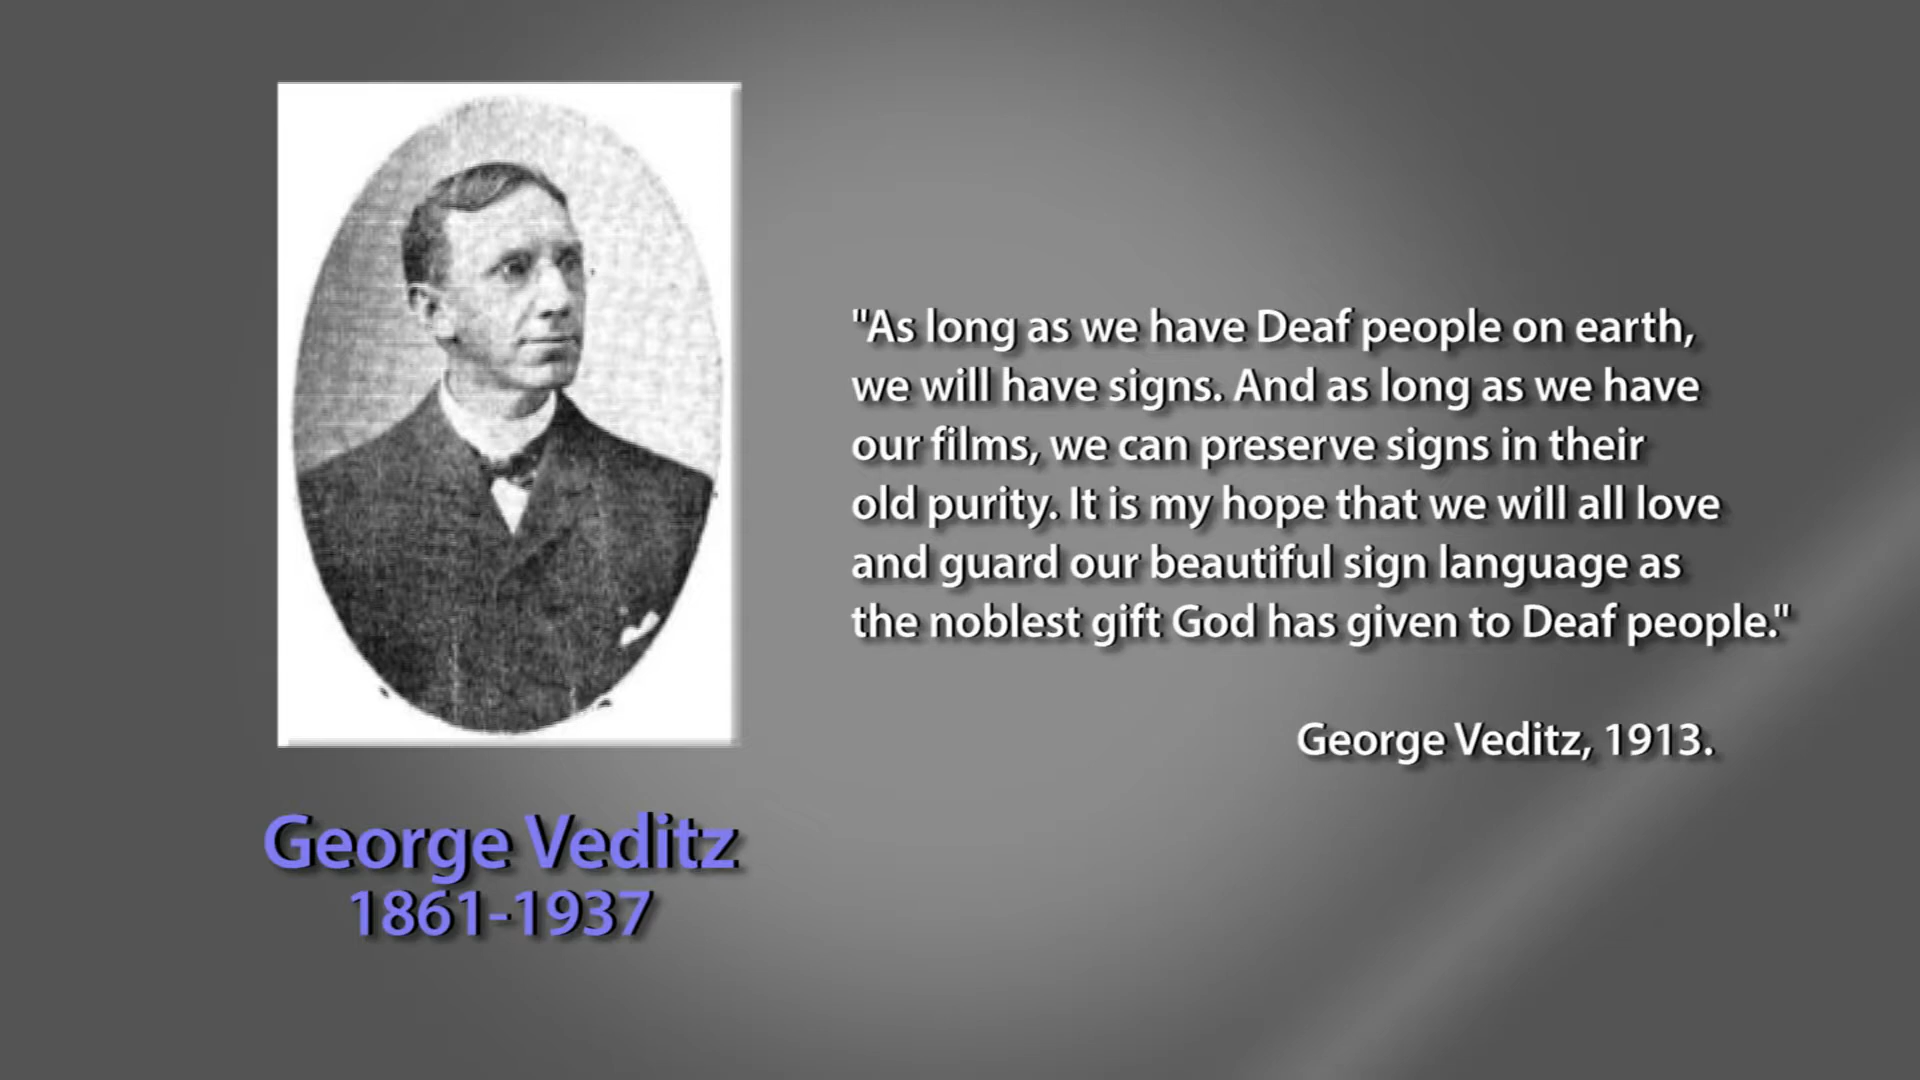 "As long as we have Deaf people on earth,
we will have signs. And as long as we have
our films, we can preserve signs in their
old purity. It is my hope that we will all love
and guard our beautiful sign language as
the noblest gift God has given to Deaf people."
George Veditz, 1913.
George Veditz
1861-1937